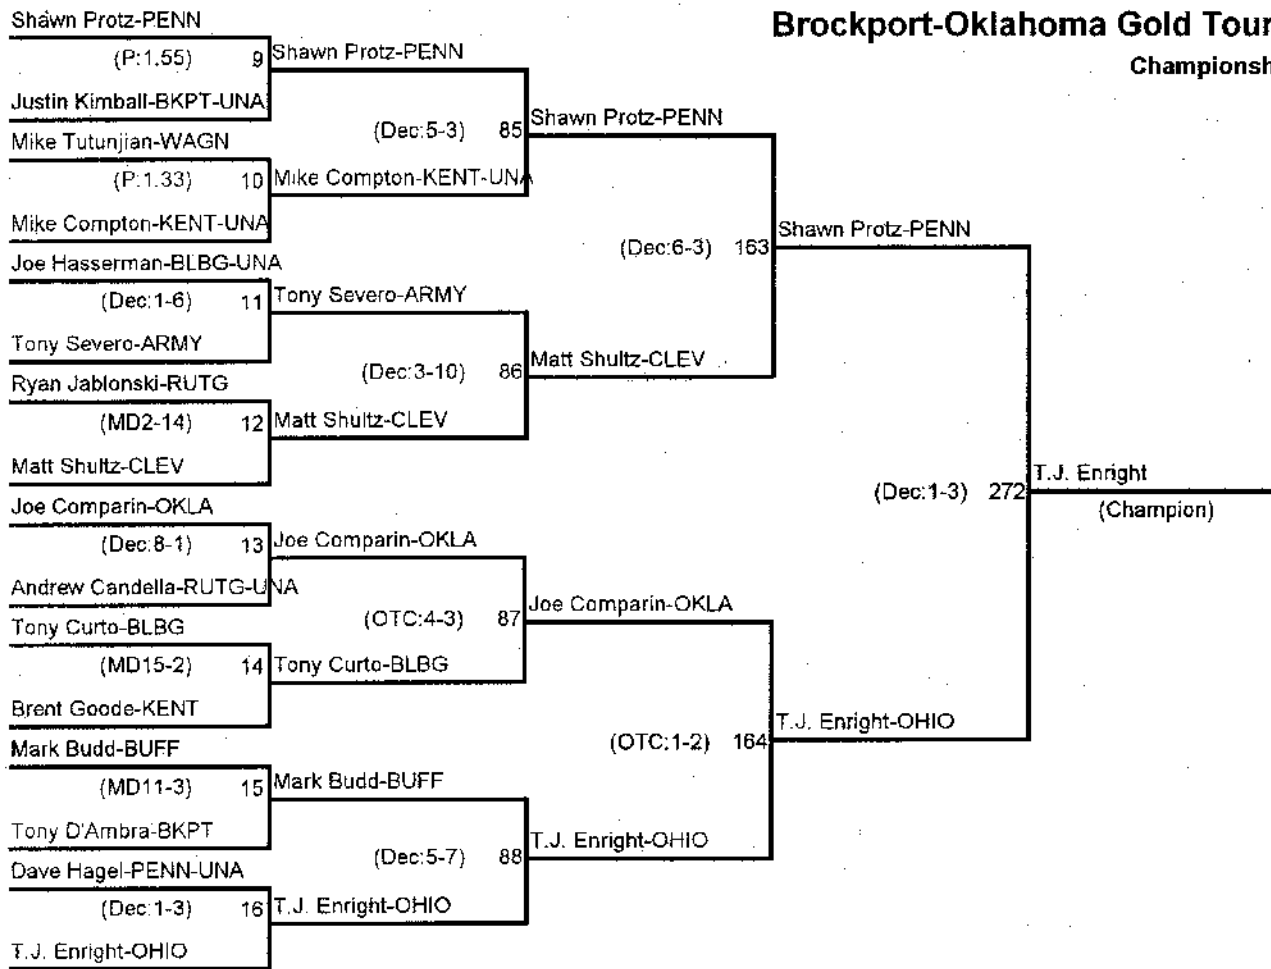 Brockport-Oklahoma Gold Tour
Championsh
Shawn Protz-PENN
(P:1.55) 9 Shawn Protz-PENN
Justin Kimball-BKPT-UNA
(Dec:5-3) 85 Shawn Protz-PENN
Mike Tutunjian-WAGN
(P:1.33) 10 Mike Compton-KENT-UNA
Mike Compton-KENT-UNA
(Dec:6-3) 163 Shawn Protz-PENN
Joe Hasserman-BLBG-UNA
(Dec:1-6) 11 Tony Severo-ARMY
Tony Severo-ARMY
(Dec:3-10) 86 Matt Shultz-CLEV
Ryan Jablonski-RUTG
(MD2-14) 12 Matt Shultz-CLEV
Matt Shultz-CLEV
(Dec:1-3) 272 T.J. Enright
(Champion)
Joe Comparin-OKLA
(Dec:8-1) 13 Joe Comparin-OKLA
Andrew Candella-RUTG-UNA
(OTC:4-3) 87 Joe Comparin-OKLA
Tony Curto-BLBG
(MD15-2) 14 Tony Curto-BLBG
Brent Goode-KENT
(OTC:1-2) 164 T.J. Enright-OHIO
Mark Budd-BUFF
(MD11-3) 15 Mark Budd-BUFF
Tony D'Ambra-BKPT
(Dec:5-7) 88 T.J. Enright-OHIO
Dave Hagel-PENN-UNA
(Dec:1-3) 16 T.J. Enright-OHIO
T.J. Enright-OHIO